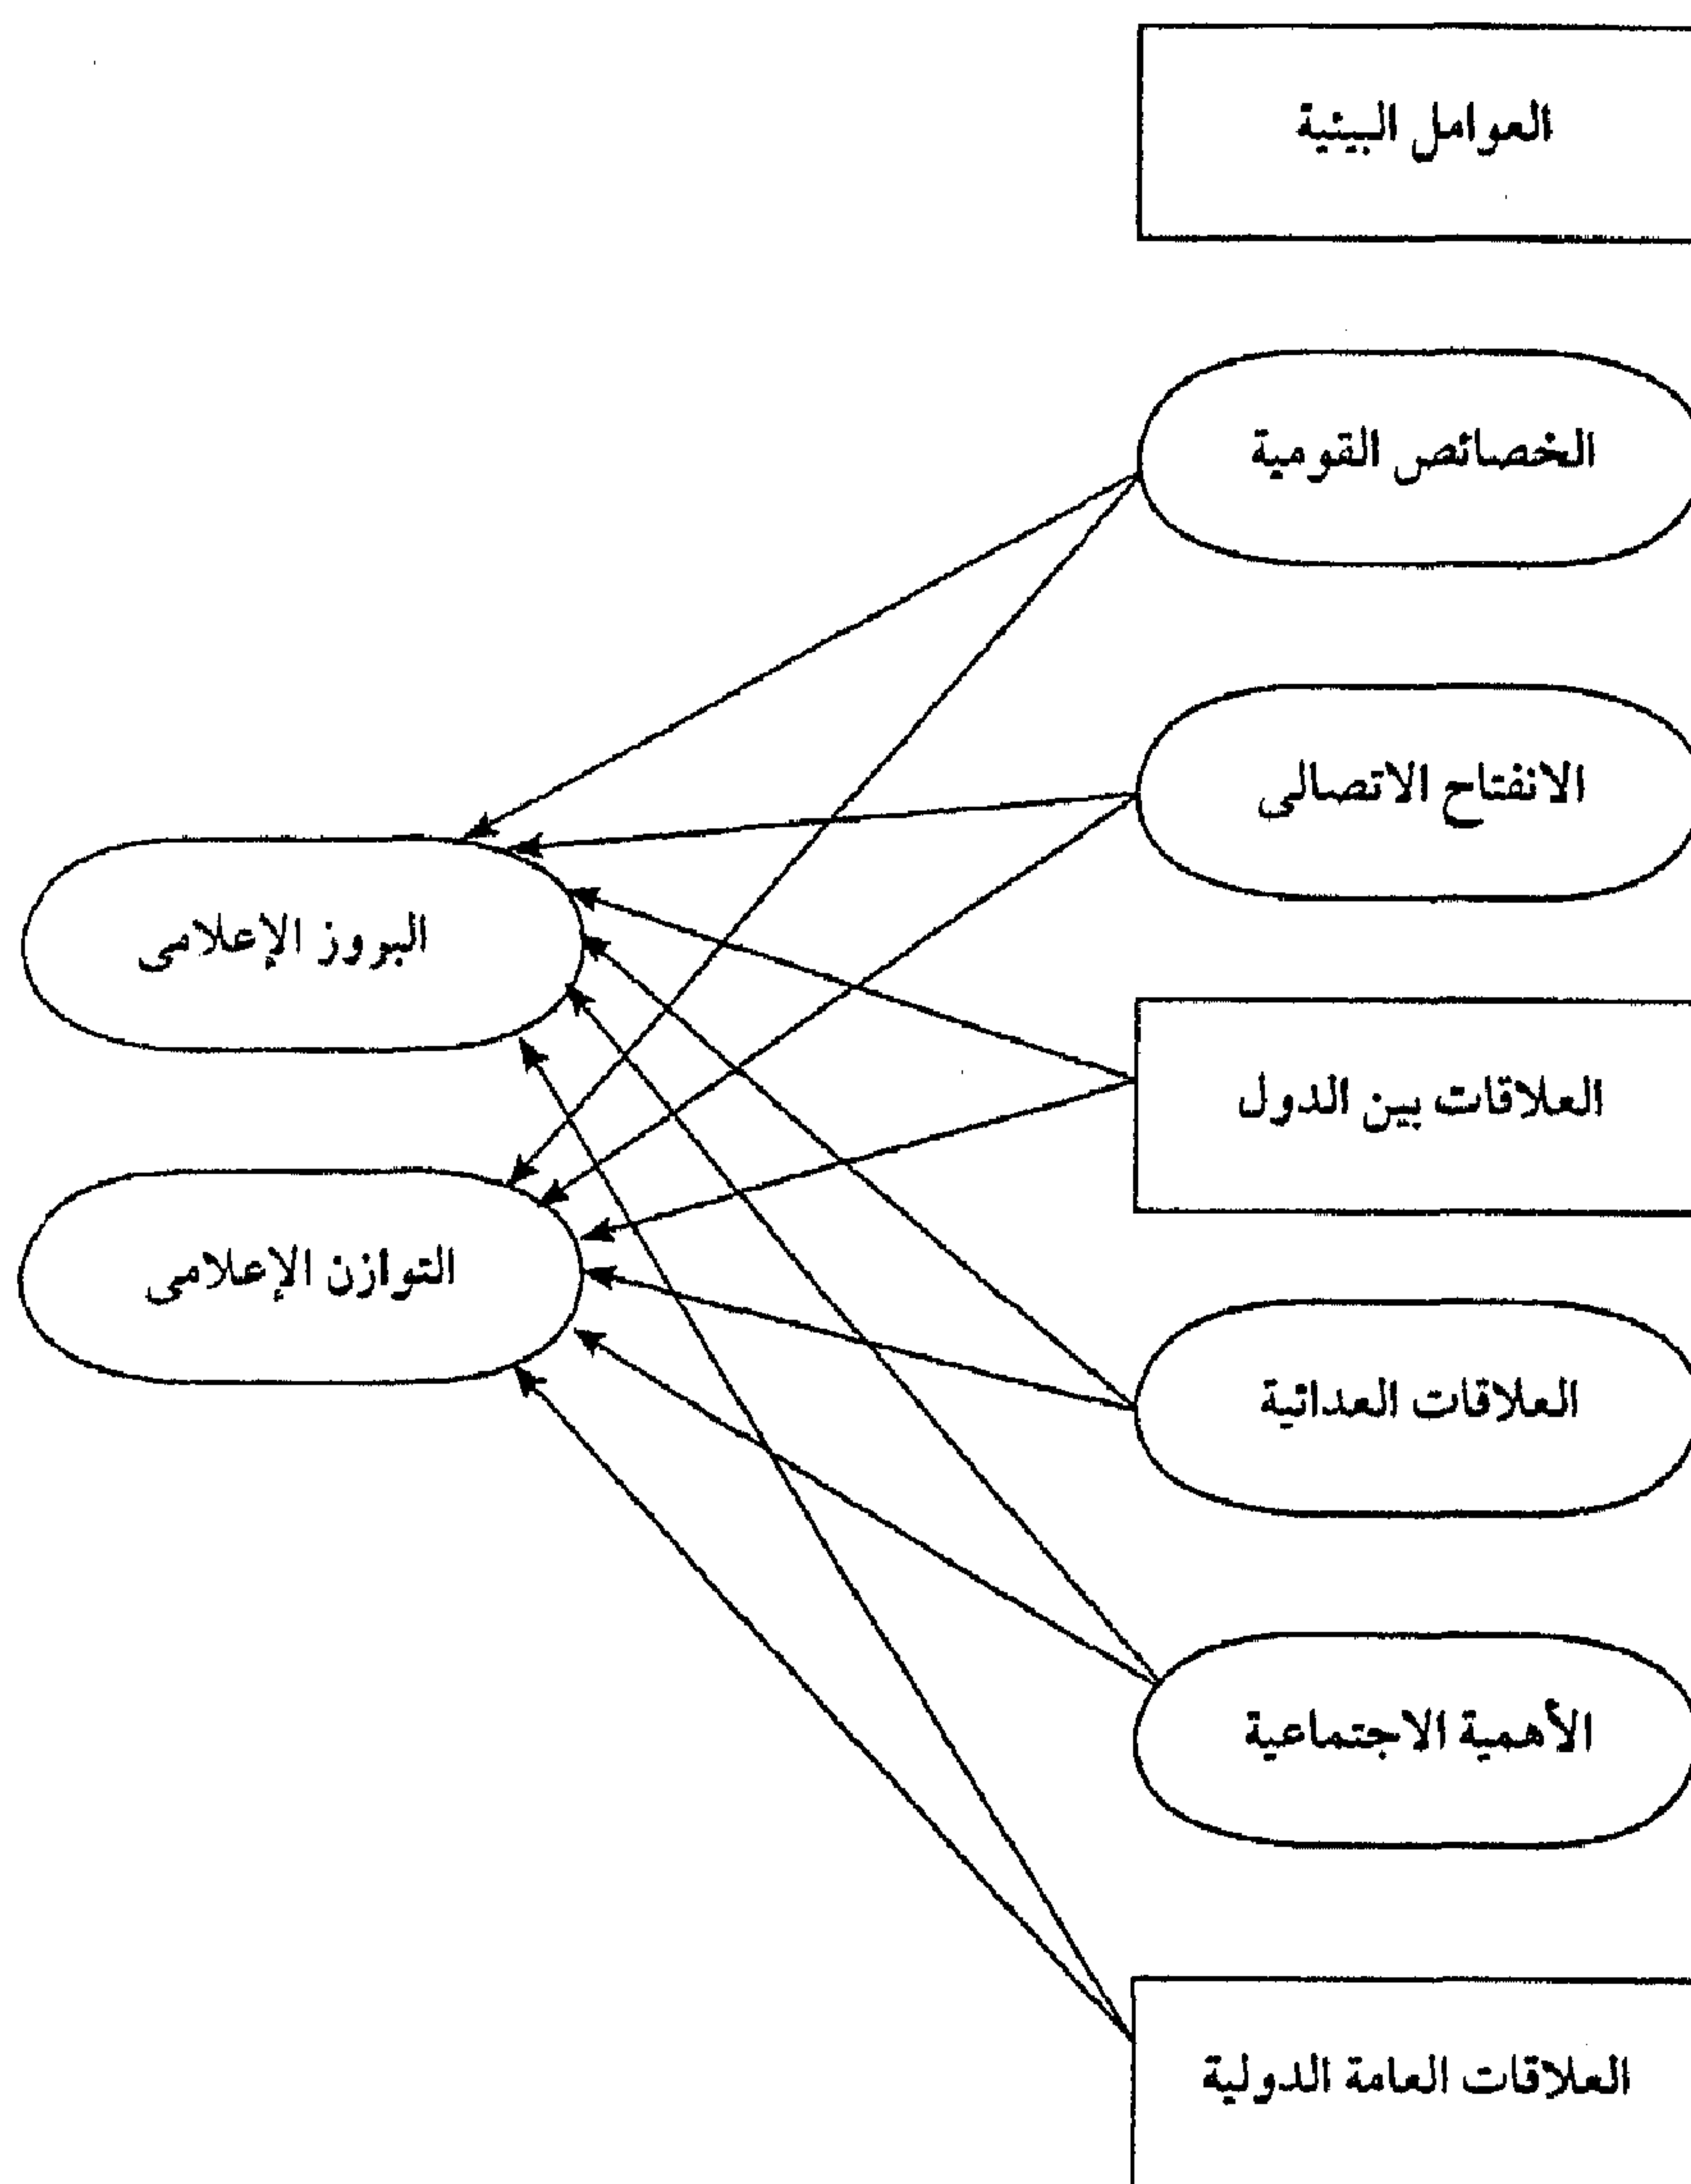 العوامل البيئية
الخصائص القومية
الانفتاح الاتصالى
العلاقات بين الدول
العلاقات العدائية
الأهمية الاجتماعية
العلاقات العامة الدولية
البروز الإعلامى
التوازن الإعلامى